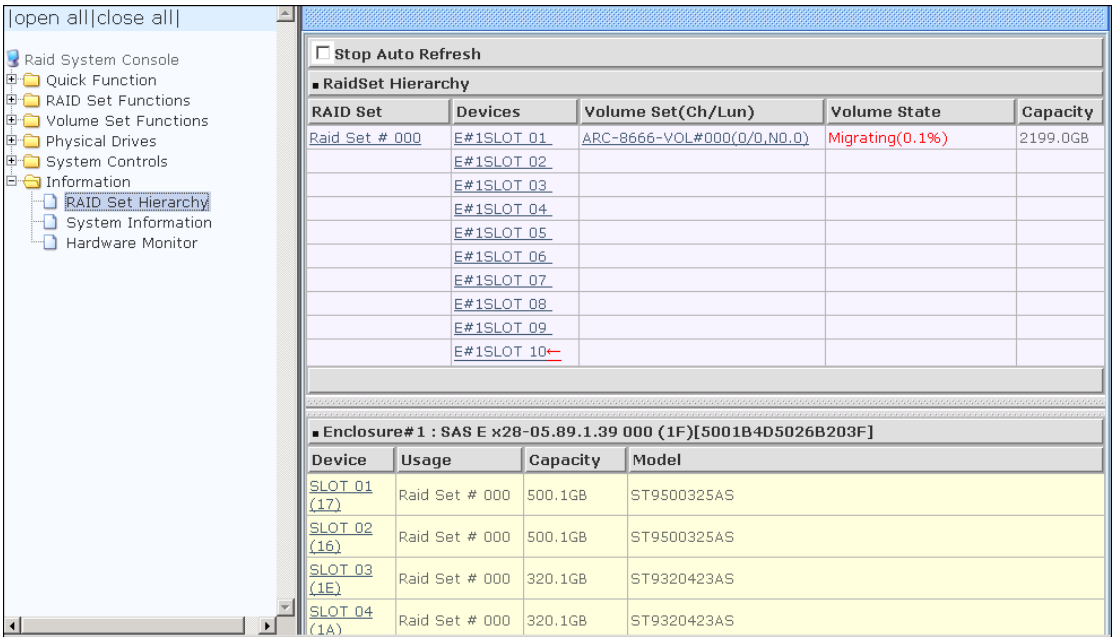 |open all|close all|
Raid System Console
Quick Function
RAID Set Functions
Volume Set Functions
Physical Drives
System Controls
Information
RAID Set Hierarchy
System Information
Hardware Monitor
Stop Auto Refresh
RaidSet Hierarchy
RAID Set Devices Volume Set(Ch/Lun) Volume State Capacity
Raid Set # 000 E#1SLOT 01 ARC-8666-VOL#000(0/0,N0.0) Migrating(0.1%) 2199.0GB
E#1SLOT 02
E#1SLOT 03
E#1SLOT 04
E#1SLOT 05
E#1SLOT 06
E#1SLOT 07
E#1SLOT 08
E#1SLOT 09
E#1SLOT 10←
Enclosure#1 : SAS E x28-05.89.1.39 000 (1F)[5001B4D5026B203F]
Device Usage Capacity Model
SLOT 01
(17) Raid Set # 000 500.1GB ST9500325AS
SLOT 02
(16) Raid Set # 000 500.1GB ST9500325AS
SLOT 03
(1E) Raid Set # 000 320.1GB ST9320423AS
SLOT 04
(1A) Raid Set # 000 320.1GB ST9320423AS